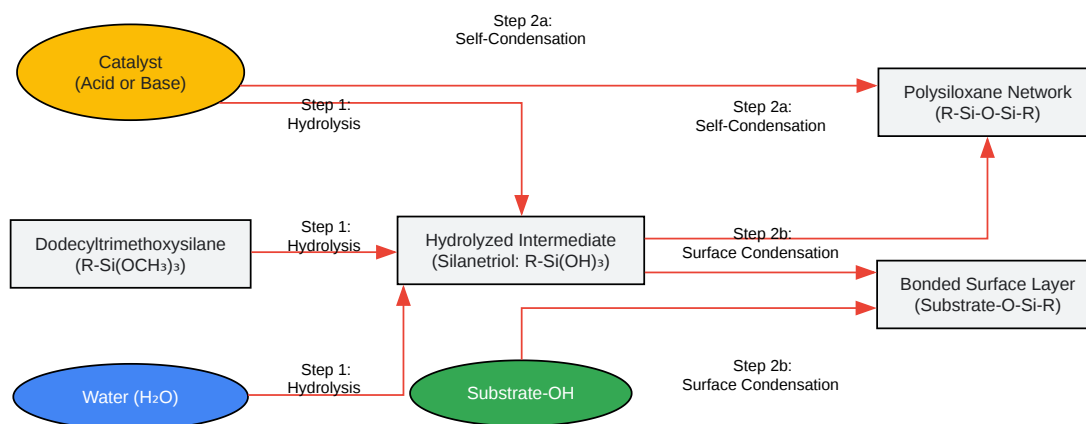 Step 2a:
Self-Condensation
Catalyst
(Acid or Base)
Step 1:
Hydrolysis
Step 2a:
Self-Condensation
Polysiloxane Network
(R-Si-O-Si-R)
Dodecyltrimethoxysilane
(R-Si(OCH₃)₃)
Step 1:
Hydrolysis
Hydrolyzed Intermediate
(Silanetriol: R-Si(OH)₃)
Step 2b:
Surface Condensation
Bonded Surface Layer
(Substrate-O-Si-R)
Water (H₂O)
Step 1:
Hydrolysis
Substrate-OH
Step 2b:
Surface Condensation